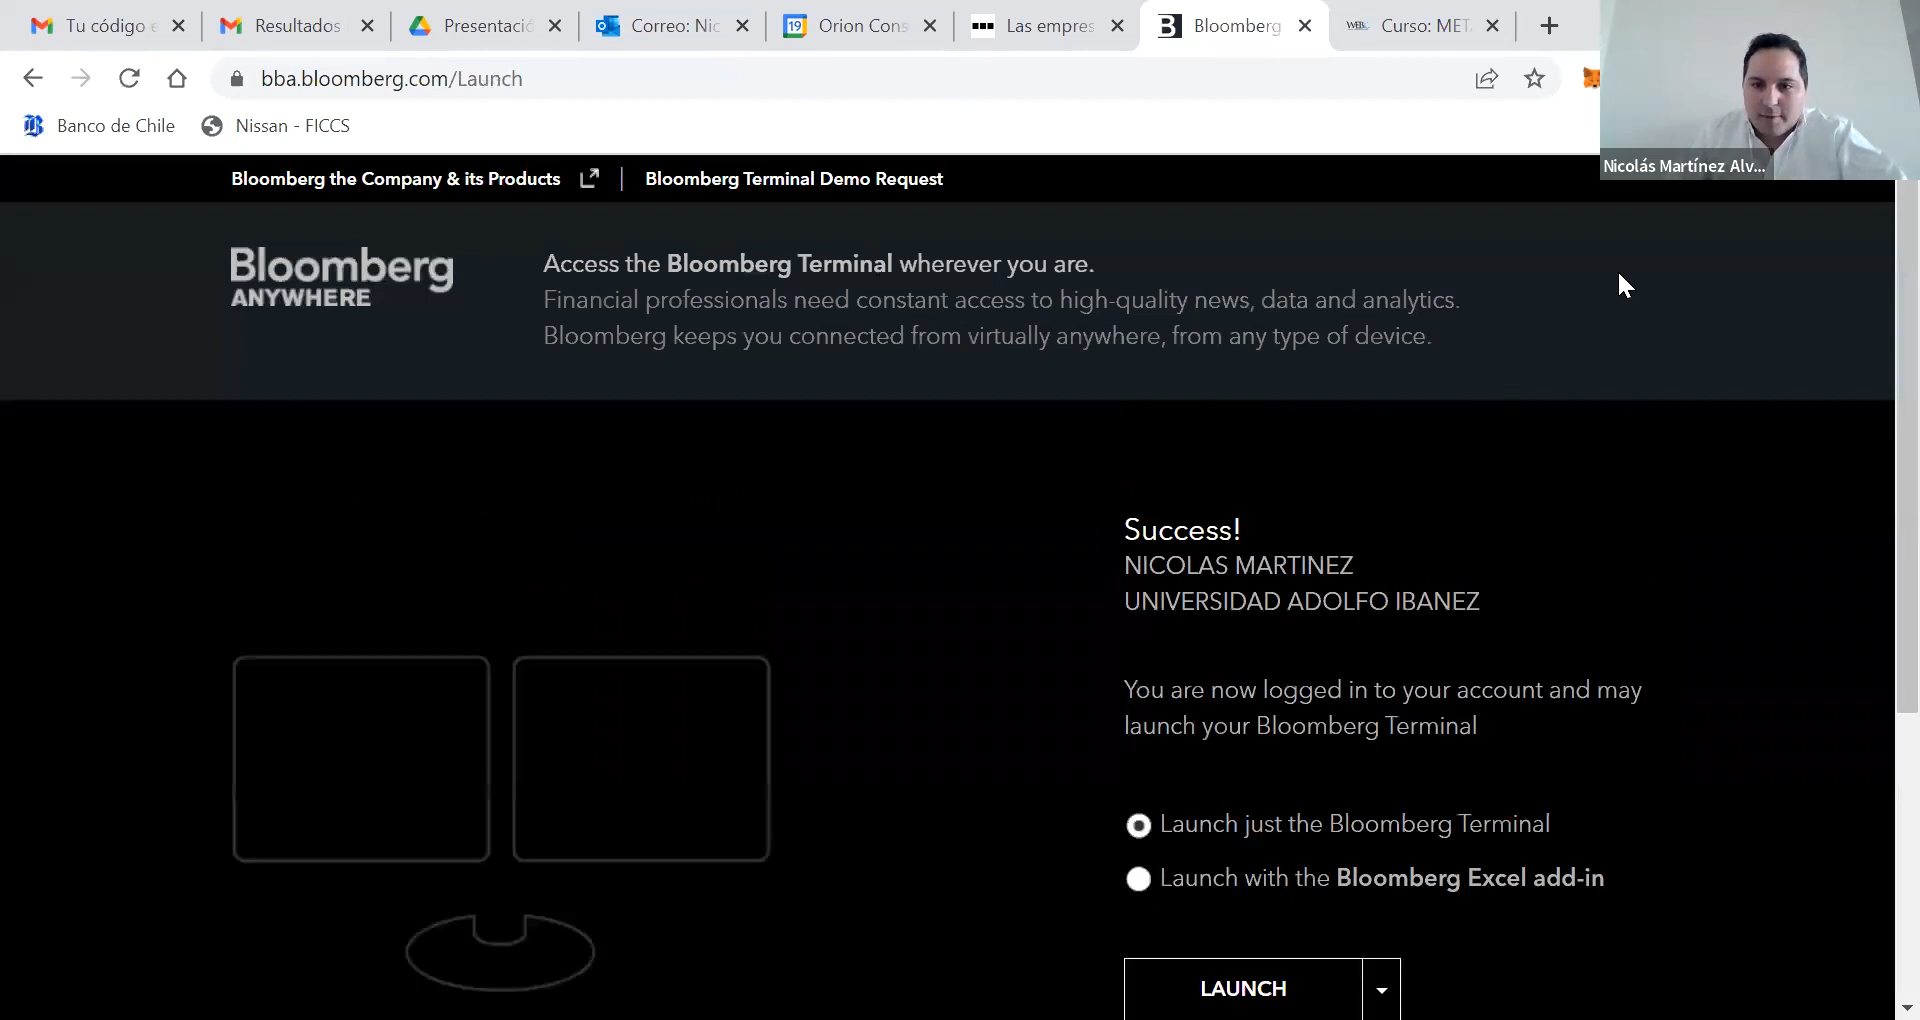 Tu código e
Resultados
Presentació
Correo: Nic
19
Orion Cons
Las empres
B
Bloomberg
WEBC
Curso: MET
bba.bloomberg.com/Launch
Banco de Chile
Nissan - FICCS
Nicolás Martínez Alv...
Bloomberg the Company & its Products
Bloomberg Terminal Demo Request
Bloomberg
ANYWHERE
Access the Bloomberg Terminal wherever you are.
Financial professionals need constant access to high-quality news, data and analytics.
Bloomberg keeps you connected from virtually anywhere, from any type of device.
Success!
NICOLAS MARTINEZ
UNIVERSIDAD ADOLFO IBANEZ
You are now logged in to your account and may
launch your Bloomberg Terminal
Launch just the Bloomberg Terminal
Launch with the Bloomberg Excel add-in
LAUNCH